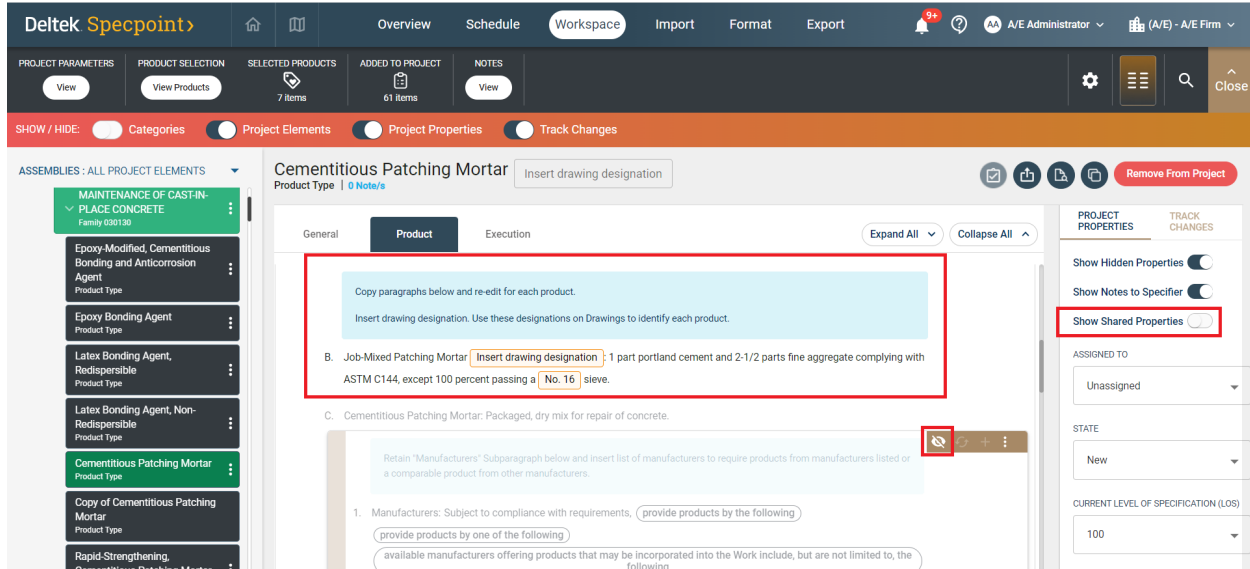 Deltek Specpoint
Overview
Schedule
Workspace
Import
Format
Export
9+
AA
A/E Administrator
(A/E) - A/E Firm
PROJECT PARAMETERS
View
PRODUCT SELECTION
View Products
SELECTED PRODUCTS
7 items
ADDED TO PROJECT
61 items
NOTES
View
Close
SHOW / HIDE:
Categories
Project Elements
Project Properties
Track Changes
ASSEMBLIES : ALL PROJECT ELEMENTS
MAINTENANCE OF CAST-IN-
PLACE CONCRETE
Family 030130
Epoxy-Modified, Cementitious
Bonding and Anticorrosion
Agent
Product Type
Epoxy Bonding Agent
Product Type
Latex Bonding Agent,
Redispersible
Product Type
Latex Bonding Agent, Non-
Redispersible
Product Type
Cementitious Patching Mortar
Product Type
Copy of Cementitious Patching
Mortar
Product Type
Rapid-Strengthening,
Cementitious Patching Mortar
Cementitious Patching Mortar
Insert drawing designation
Product Type | 0 Note/s
Remove From Project
General
Product
Execution
Expand All
Collapse All
Copy paragraphs below and re-edit for each product.
Insert drawing designation. Use these designations on Drawings to identify each product.
B. Job-Mixed Patching Mortar Insert drawing designation : 1 part portland cement and 2-1/2 parts fine aggregate complying with
ASTM C144, except 100 percent passing a No. 16 sieve.
C. Cementitious Patching Mortar: Packaged, dry mix for repair of concrete.
Retain "Manufacturers" Subparagraph below and insert list of manufacturers to require products from manufacturers listed or
a comparable product from other manufacturers.
1. Manufacturers: Subject to compliance with requirements, provide products by the following
provide products by one of the following
available manufacturers offering products that may be incorporated into the Work include, but are not limited to, the
following
PROJECT
PROPERTIES
TRACK
CHANGES
Show Hidden Properties
Show Notes to Specifier
Show Shared Properties
ASSIGNED TO
Unassigned
STATE
New
CURRENT LEVEL OF SPECIFICATION (LOS)
100